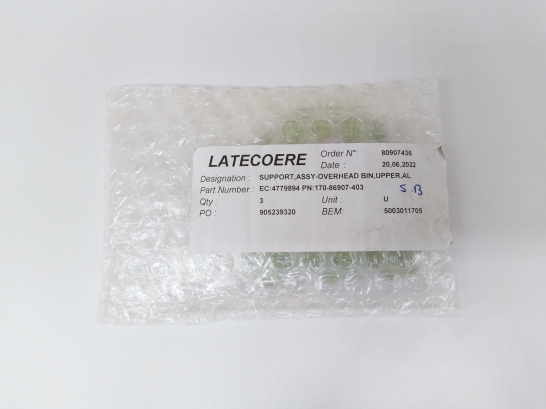 LATECOERE
Order N°: 80907436
Date : 20,06,2022
Designation : SUPPORT,ASSY-OVERHEAD BIN,UPPER,AL
Part Number : EC:4779894 PN:170-86907-403
S.B
Qty : 3 Unit : U
PO : 905239320 BEM: 5003011705